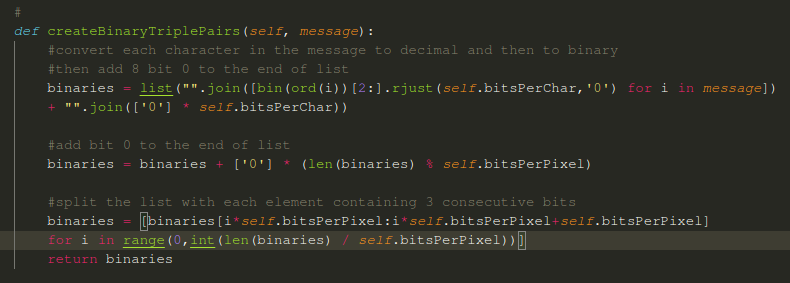 #
def createBinaryTriplePairs(self, message):
    #convert each character in the message to decimal and then to binary
    #then add 8 bit 0 to the end of list
    binaries = list("".join([bin(ord(i))[2:].rjust(self.bitsPerChar,'0') for i in message])
    + "".join(['0'] * self.bitsPerChar))
    #add bit 0 to the end of list
    binaries = binaries + ['0'] * (len(binaries) % self.bitsPerPixel)
    #split the list with each element containing 3 consecutive bits
    binaries = [binaries[i*self.bitsPerPixel:i*self.bitsPerPixel+self.bitsPerPixel]
    for i in range(0,int(len(binaries) / self.bitsPerPixel))]
    return binaries